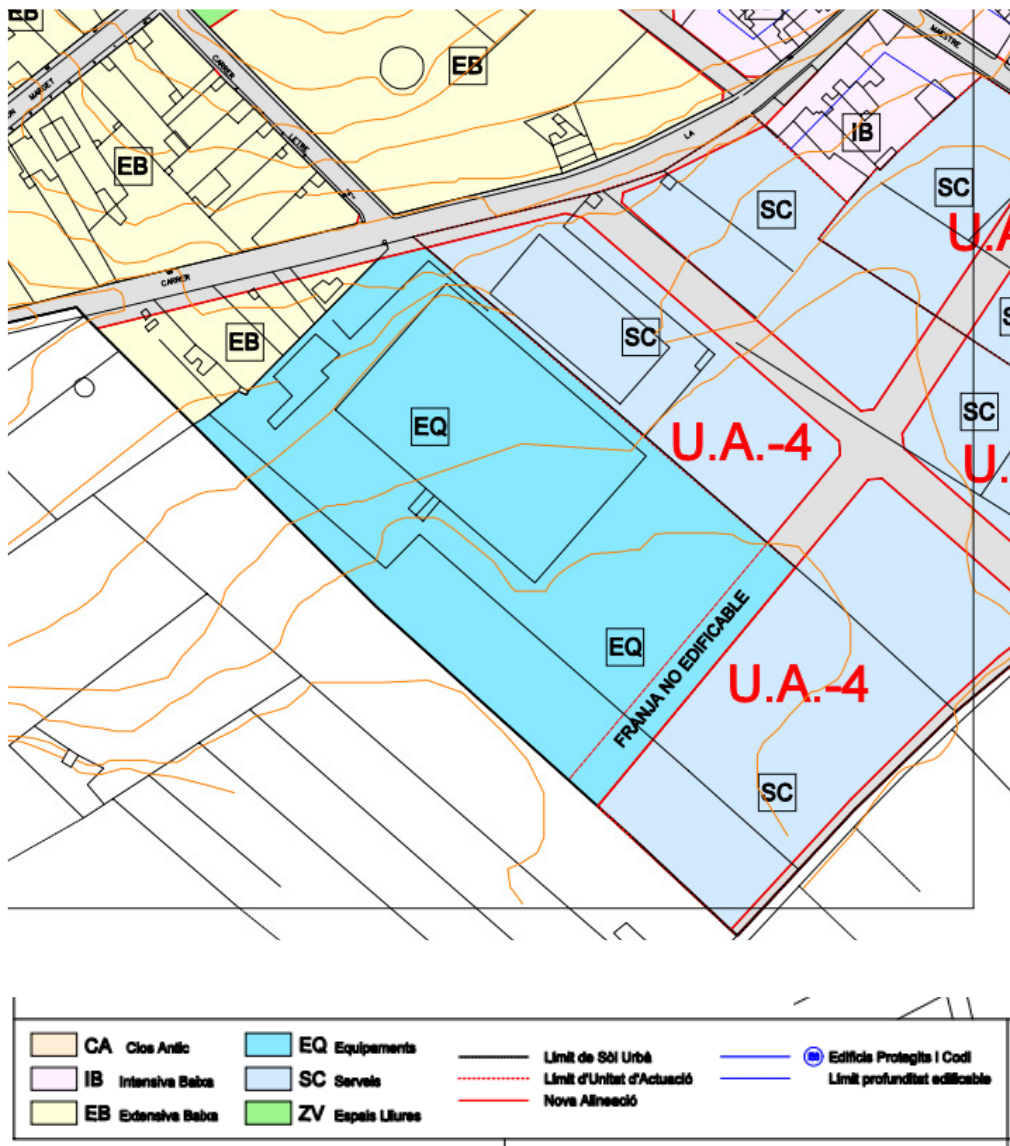 EB
EB
CARRER
LETRE
MARGET
LA
MAESTRE
EB
IB
SC
SC
CARRER
EB
SC
SC
EQ
U.A.-4
EQ
FRANJA NO EDIFICABLE
U.A.-4
SC
CA Clos Antic
EQ Equipaments
Límit de Sòl Urbà
Edificis Protegits i Codi
IB Intensiva Baixa
SC Serveis
Límit d'Unitat d'Actuació
Límit profunditat edificable
EB Extensiva Baixa
ZV Espais Lliures
Nova Alineació